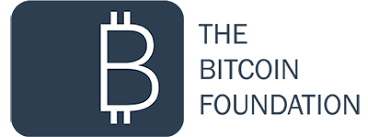 ₿
THE
BITCOIN
FOUNDATION